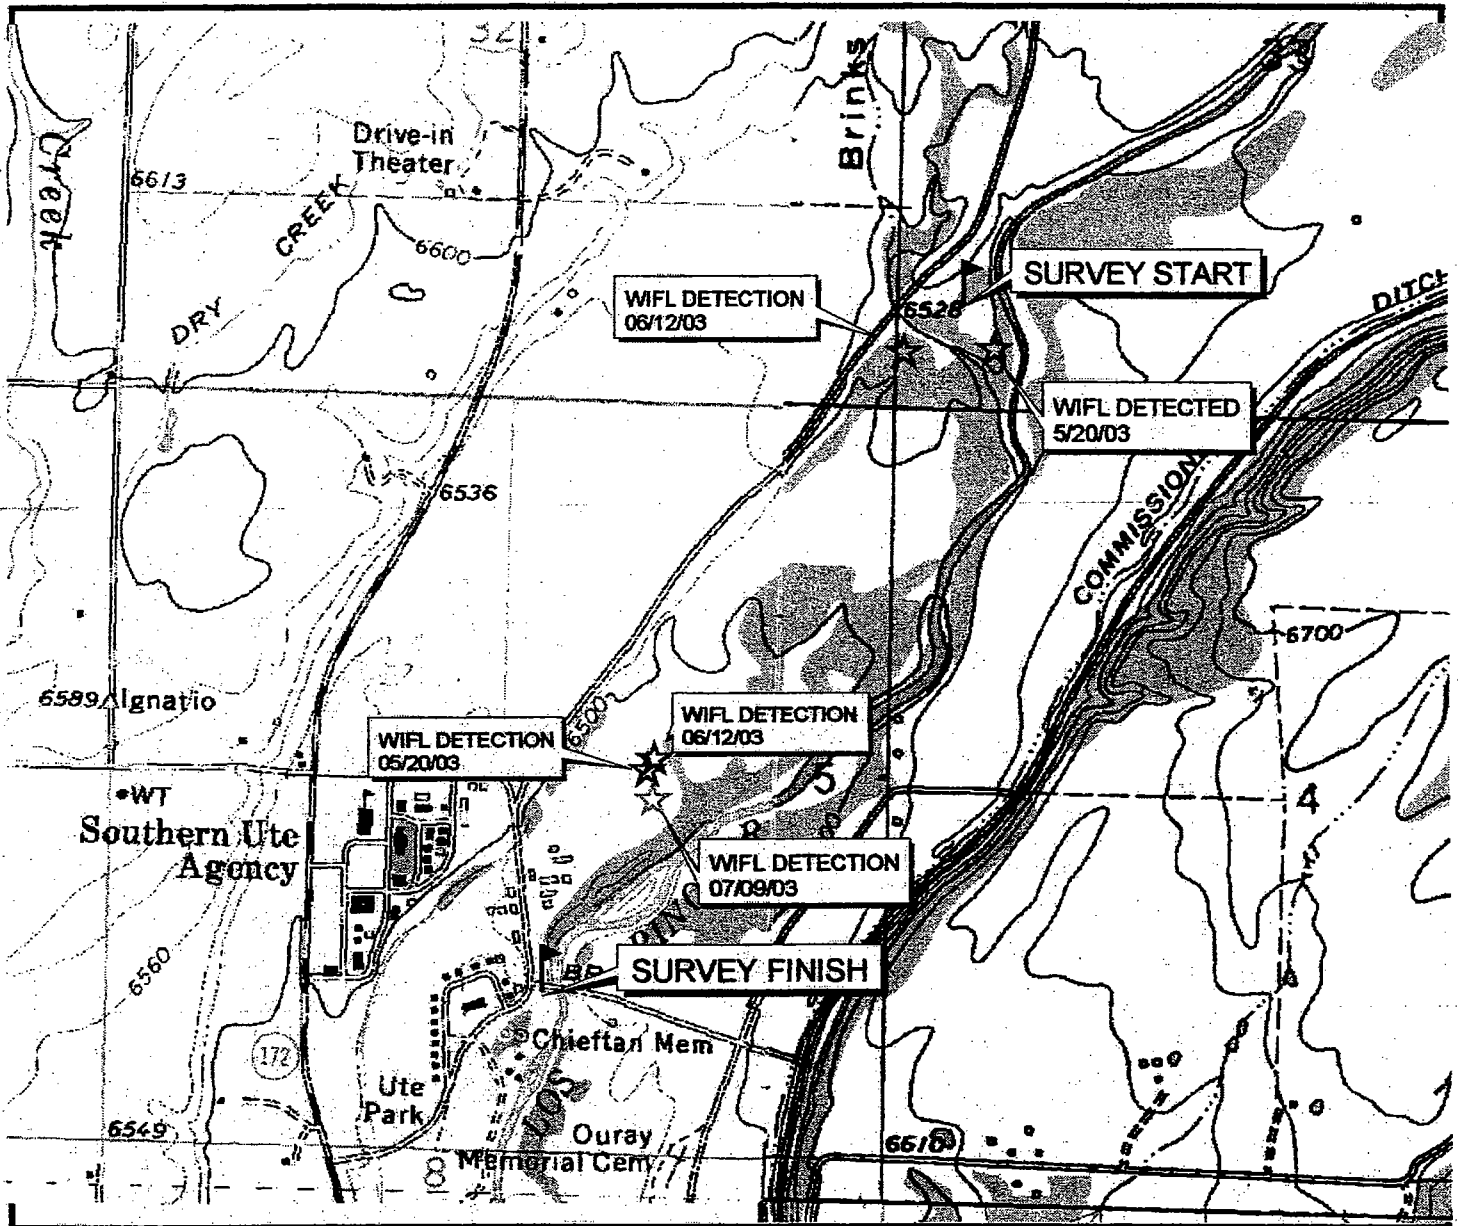 32
Brinks
Creek
Drive-in
Theater
6613
CREEK
6600
DRY
SURVEY START
WIFL DETECTION
06/12/03
6528
DITCH
WIFL DETECTED
5/20/03
6536
COMMISSION
6700
6589 Ignatio
6500
WIFL DETECTION
06/12/03
WIFL DETECTION
05/20/03
5
4
WT
Southern Ute
Agency
WIFL DETECTION
07/09/03
6560
SURVEY FINISH
Chieftan Mem
172
Ute
Park
LOS
6549
Ouray
Memorial Cem
8
6610